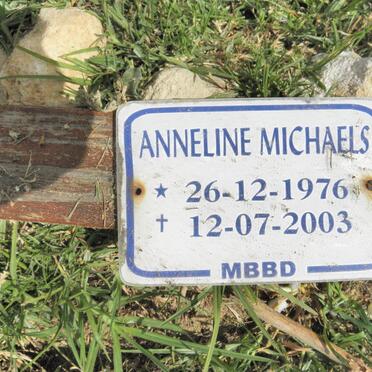 ANNELINE MICHAELS
★ 26-12-1976
✝ 12-07-2003
MBBD